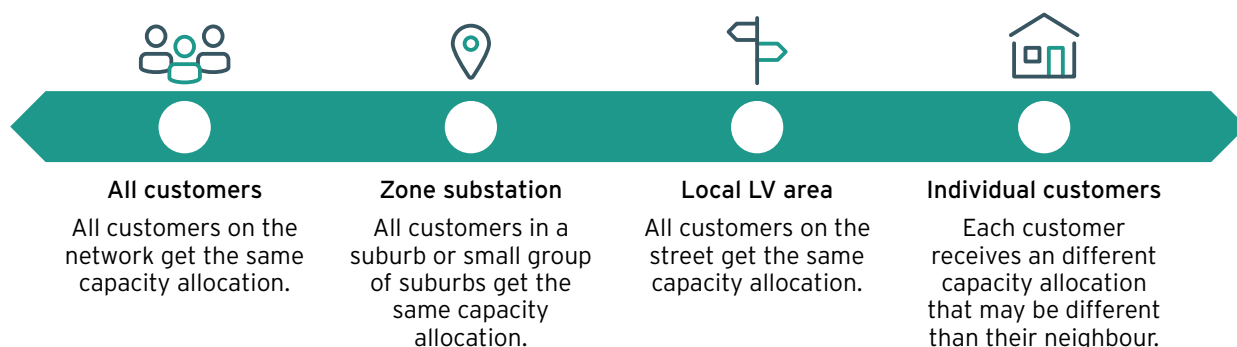 All customers
All customers on the
network get the same
capacity allocation.
Zone substation
All customers in a
suburb or small group
of suburbs get the
same capacity
allocation.
Local LV area
All customers on the
street get the same
capacity allocation.
Individual customers
Each customer
receives an different
capacity allocation
that may be different
than their neighbour.